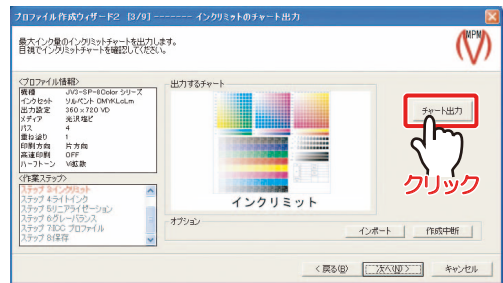 プロファイル作成ウィザード2 [3/9] ------- インクリミットのチャート出力
最大インク量のインクリミットチャートを出力します。
目視でインクリミットチャートを確認してください。
MPM
<プロファイル情報>
機種 JV3-SP-8Color シリーズ
インクセット ソルベント CMYKLcLm
出力設定 360×720 VD
メディア 光沢塩ビ
パス 4
重ね塗り 1
印刷方向 片方向
高速印刷 OFF
ハーフトーン V拡散
<作業ステップ>
ステップ 3:インクリミット
ステップ 4:ライトインク
ステップ 5:リニアライゼーション
ステップ 6:グレーバランス
ステップ 7:ICC プロファイル
ステップ 8:保存
出力するチャート
インクリミット
チャート出力
クリック
オプション
インポート
作成中断
< 戻る(B)
次へ(N) >
キャンセル